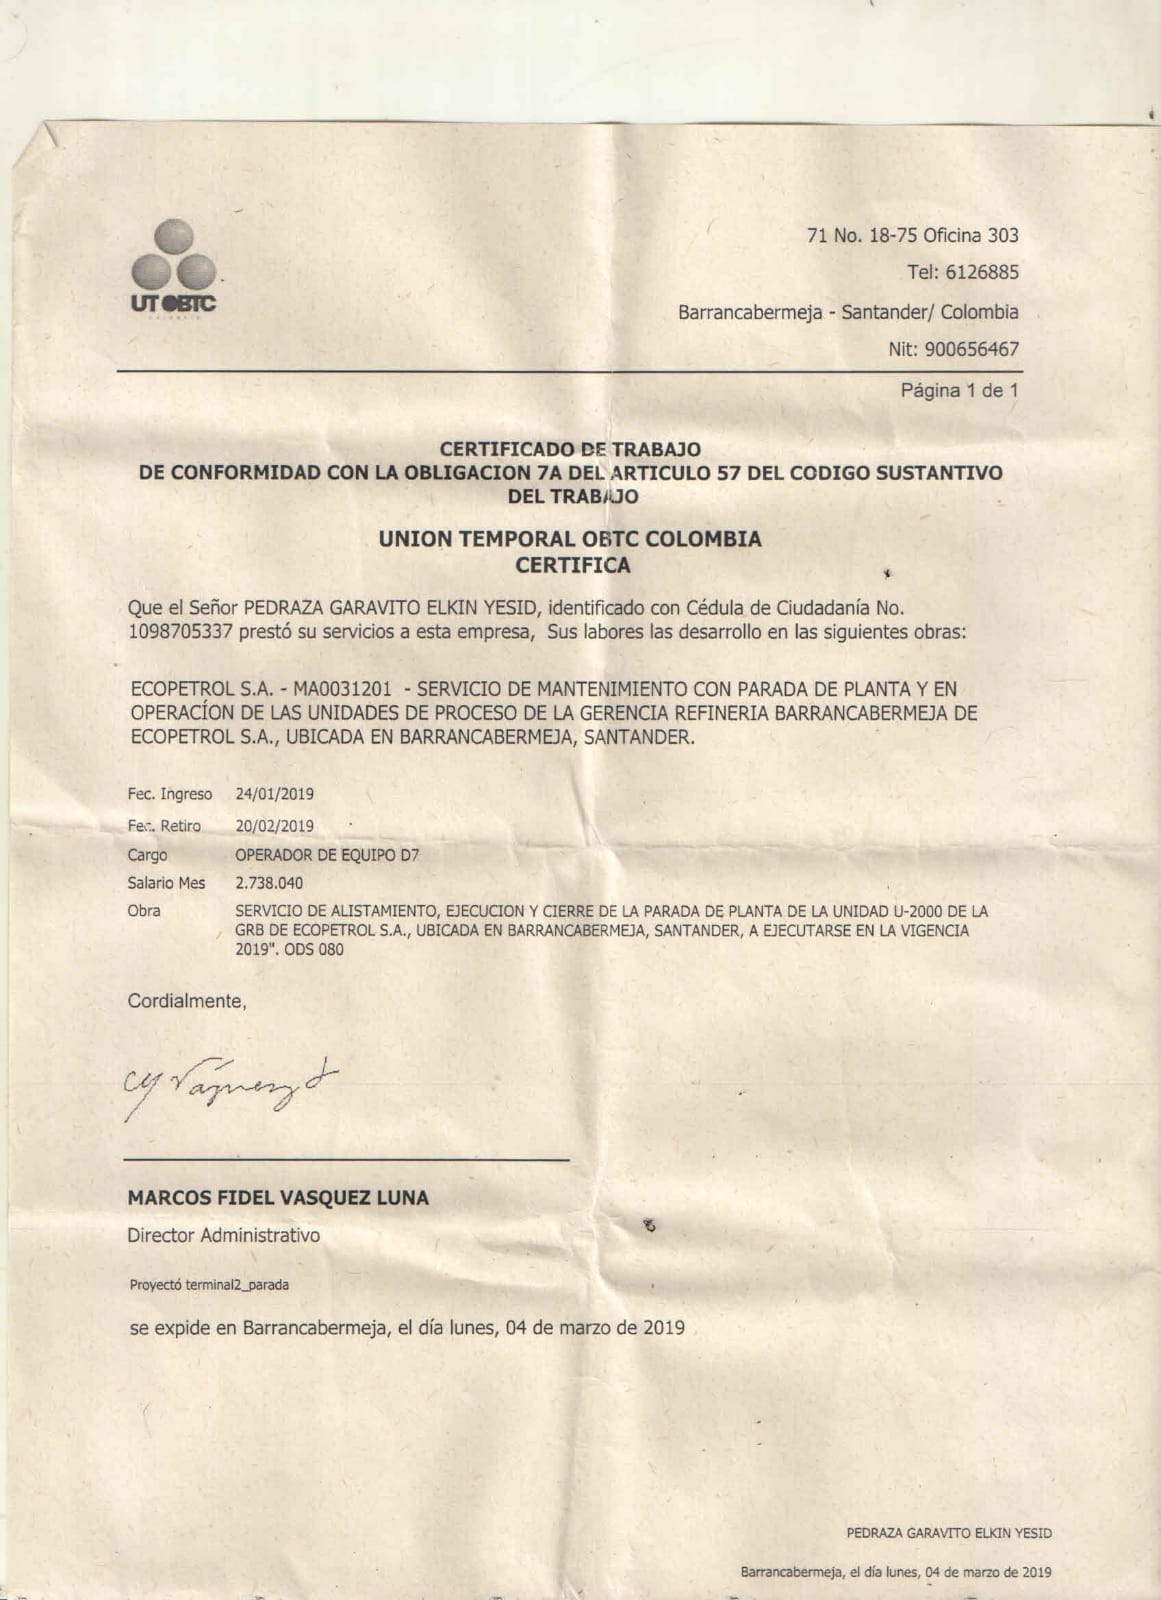 UT OBTC
71 No. 18-75 Oficina 303
Tel: 6126885
Barrancabermeja - Santander/ Colombia
Nit: 900656467
Página 1 de 1
CERTIFICADO DE TRABAJO
DE CONFORMIDAD CON LA OBLIGACION 7A DEL ARTICULO 57 DEL CODIGO SUSTANTIVO
DEL TRABAJO
UNION TEMPORAL OBTC COLOMBIA
CERTIFICA
Que el Señor PEDRAZA GARAVITO ELKIN YESID, identificado con Cédula de Ciudadanía No.
1098705337 prestó su servicios a esta empresa, Sus labores las desarrollo en las siguientes obras:
ECOPETROL S.A. - MA0031201 - SERVICIO DE MANTENIMIENTO CON PARADA DE PLANTA Y EN
OPERACÍON DE LAS UNIDADES DE PROCESO DE LA GERENCIA REFINERIA BARRANCABERMEJA DE
ECOPETROL S.A., UBICADA EN BARRANCABERMEJA, SANTANDER.
Fec. Ingreso 24/01/2019
Fec. Retiro 20/02/2019
Cargo OPERADOR DE EQUIPO D7
Salario Mes 2.738.040
Obra SERVICIO DE ALISTAMIENTO, EJECUCION Y CIERRE DE LA PARADA DE PLANTA DE LA UNIDAD U-2000 DE LA
GRB DE ECOPETROL S.A., UBICADA EN BARRANCABERMEJA, SANTANDER, A EJECUTARSE EN LA VIGENCIA
2019". ODS 080
Cordialmente,
MARCOS FIDEL VASQUEZ LUNA
Director Administrativo
Proyectó terminal2_parada
se expide en Barrancabermeja, el día lunes, 04 de marzo de 2019
PEDRAZA GARAVITO ELKIN YESID
Barrancabermeja, el día lunes, 04 de marzo de 2019